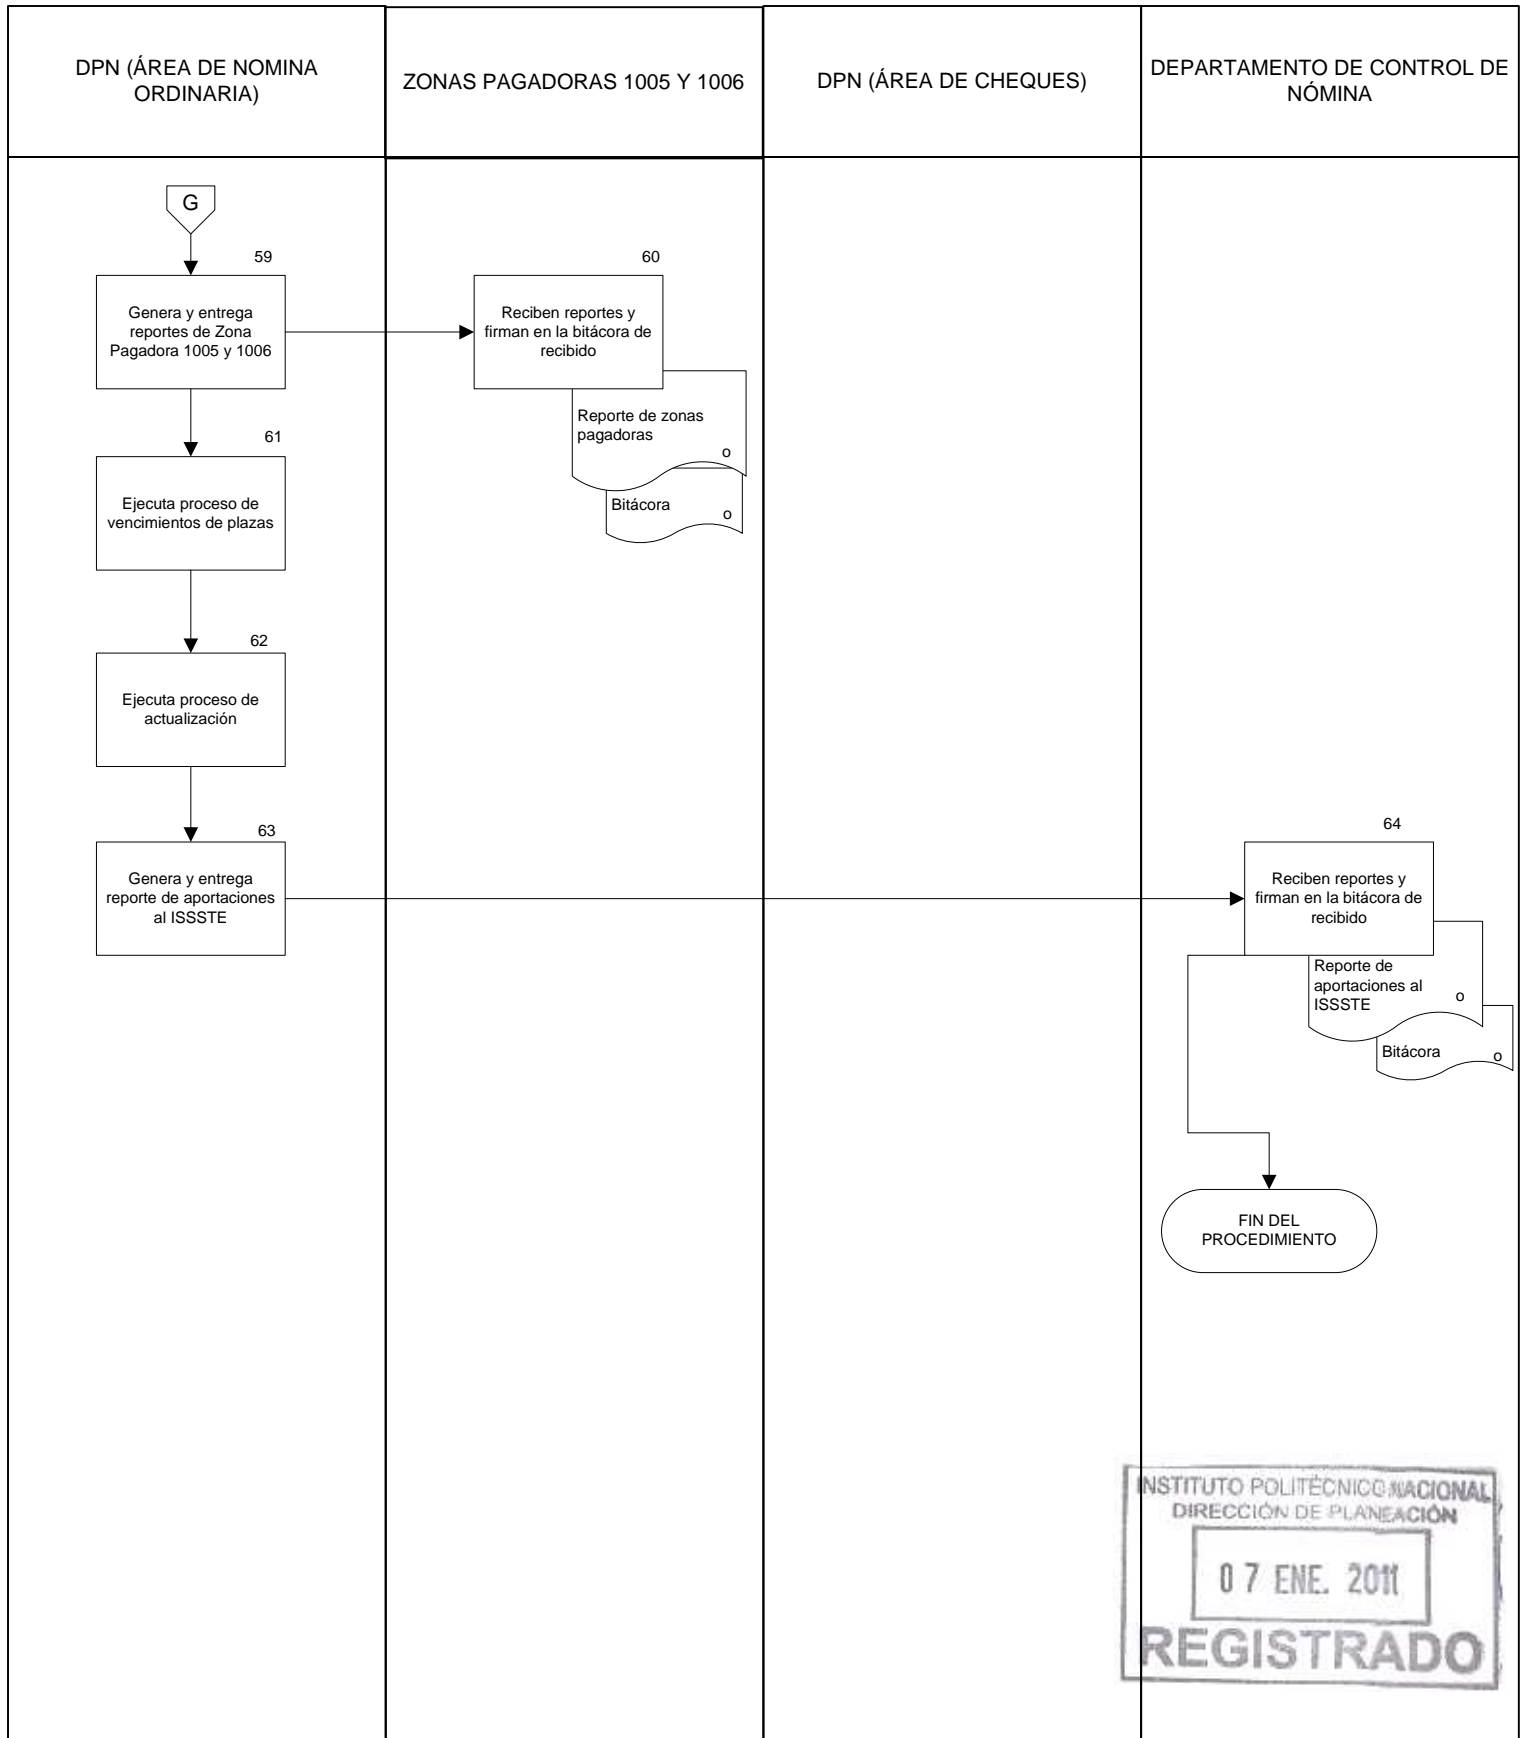 DPN (ÁREA DE NOMINA
ORDINARIA)
ZONAS PAGADORAS 1005 Y 1006
DPN (ÁREA DE CHEQUES)
DEPARTAMENTO DE CONTROL DE
NÓMINA
G
59
Genera y entrega
reportes de Zona
Pagadora 1005 y 1006
60
Reciben reportes y
firman en la bitácora de
recibido
Reporte de zonas
pagadoras
o
Bitácora
o
61
Ejecuta proceso de
vencimientos de plazas
62
Ejecuta proceso de
actualización
63
Genera y entrega
reporte de aportaciones
al ISSSTE
64
Reciben reportes y
firman en la bitácora de
recibido
Reporte de
aportaciones al
ISSSTE
o
Bitácora
o
FIN DEL
PROCEDIMIENTO
INSTITUTO POLITÉCNICO NACIONAL
DIRECCIÓN DE PLANEACIÓN
07 ENE. 2011
REGISTRADO